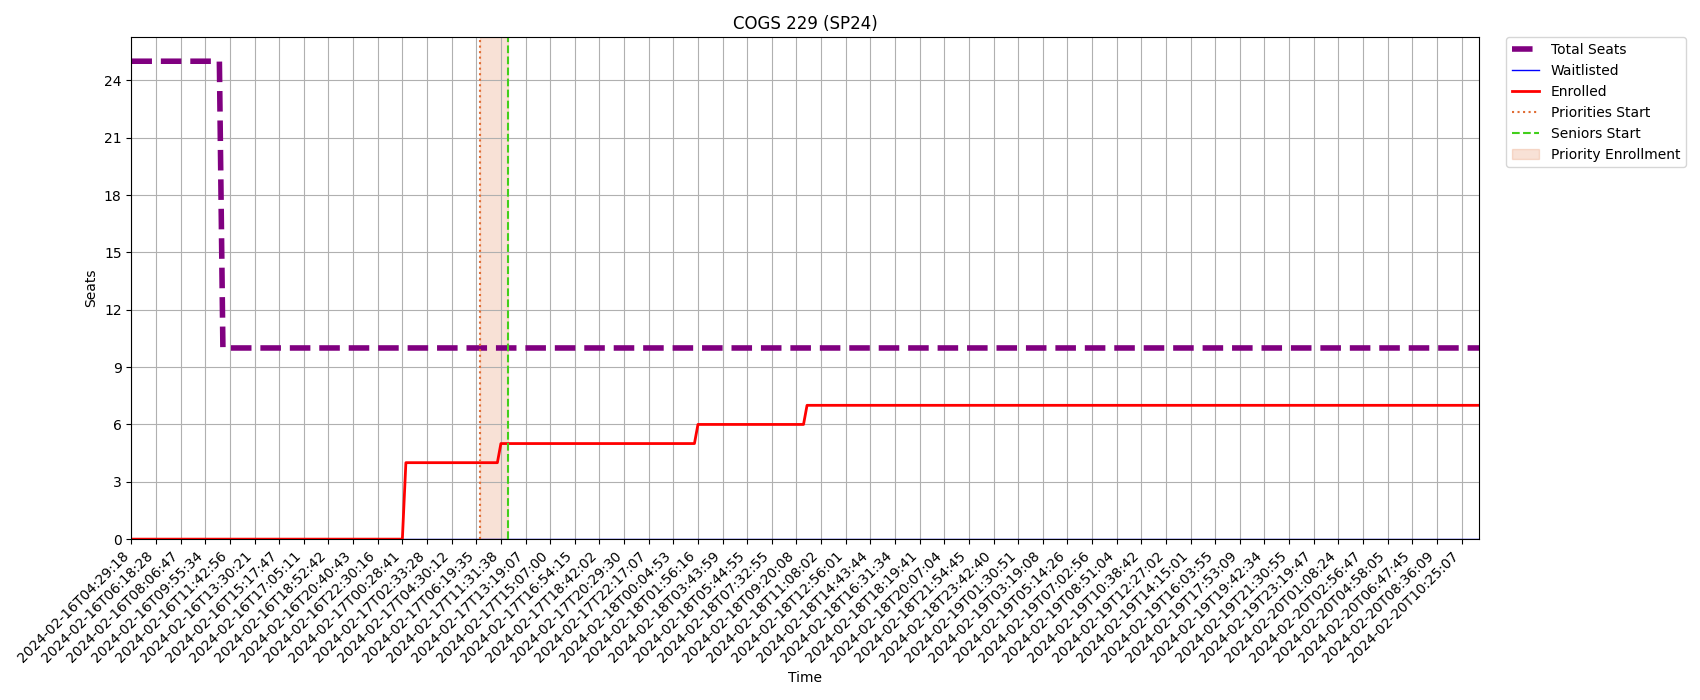 COGS 229 (SP24)
Total Seats
Waitlisted
Enrolled
Priorities Start
Seniors Start
Priority Enrollment
Seats
24
21
18
15
12
9
6
3
0
2024-02-16T04:29:18
2024-02-16T06:18:28
2024-02-16T08:06:47
2024-02-16T09:55:34
2024-02-16T11:42:56
2024-02-16T13:30:21
2024-02-16T15:17:47
2024-02-16T17:05:11
2024-02-16T18:52:42
2024-02-16T20:40:43
2024-02-16T22:30:16
2024-02-17T00:28:41
2024-02-17T02:33:28
2024-02-17T04:30:12
2024-02-17T06:19:35
2024-02-17T11:31:38
2024-02-17T13:19:07
2024-02-17T15:07:00
2024-02-17T16:54:15
2024-02-17T18:42:02
2024-02-17T20:29:30
2024-02-17T22:17:07
2024-02-18T00:04:53
2024-02-18T01:56:16
2024-02-18T03:43:59
2024-02-18T05:44:55
2024-02-18T07:32:55
2024-02-18T09:20:08
2024-02-18T11:08:02
2024-02-18T12:56:01
2024-02-18T14:43:44
2024-02-18T16:31:34
2024-02-18T18:19:41
2024-02-18T20:07:04
2024-02-18T21:54:45
2024-02-18T23:42:40
2024-02-19T01:30:51
2024-02-19T03:19:08
2024-02-19T05:14:26
2024-02-19T07:02:56
2024-02-19T08:51:04
2024-02-19T10:38:42
2024-02-19T12:27:02
2024-02-19T14:15:01
2024-02-19T16:03:55
2024-02-19T17:53:09
2024-02-19T19:42:34
2024-02-19T21:30:55
2024-02-19T23:19:47
2024-02-20T01:08:24
2024-02-20T02:56:47
2024-02-20T04:58:05
2024-02-20T06:47:45
2024-02-20T08:36:09
2024-02-20T10:25:07
Time